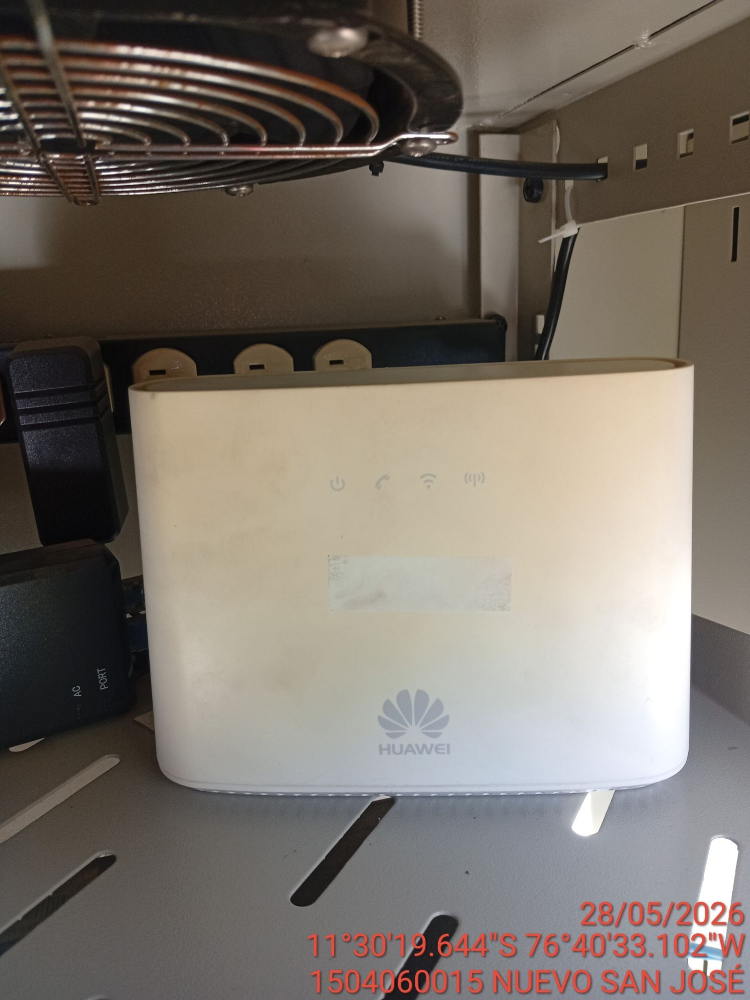 HUAWEI
AC
PORT
28/05/2026
11°30'19.644"S 76°40'33.102"W
1504060015 NUEVO SAN JOSÉ